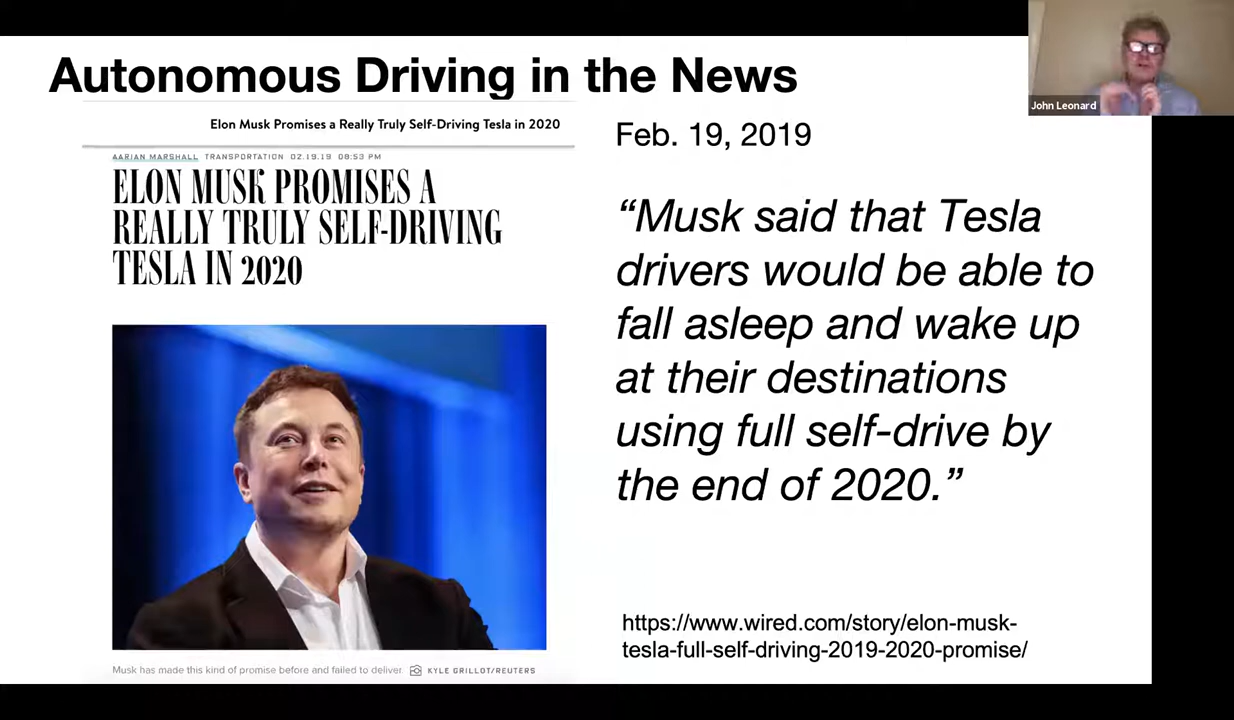 Autonomous Driving in the News
John Leonard
Elon Musk Promises a Really Truly Self-Driving Tesla in 2020
AARIAN MARSHALL TRANSPORTATION 02.19.19 08:53 PM
ELON MUSK PROMISES A
REALLY TRULY SELF-DRIVING
TESLA IN 2020
Musk has made this kind of promise before and failed to deliver. KYLE GRILLOT/REUTERS
Feb. 19, 2019
“Musk said that Tesla
drivers would be able to
fall asleep and wake up
at their destinations
using full self-drive by
the end of 2020.”
https://www.wired.com/story/elon-musk-
tesla-full-self-driving-2019-2020-promise/